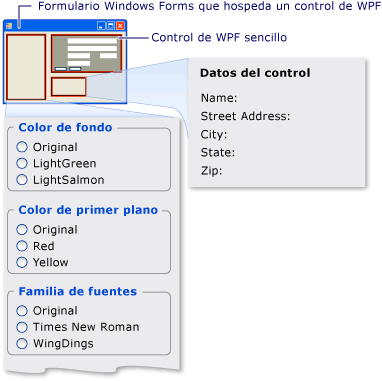 Formulario Windows Forms que hospeda un control de WPF
Control de WPF sencillo
Datos del control
Name:
Street Address:
City:
State:
Zip:
Color de fondo
Original
LightGreen
LightSalmon
Color de primer plano
Original
Red
Yellow
Familia de fuentes
Original
Times New Roman
WingDings